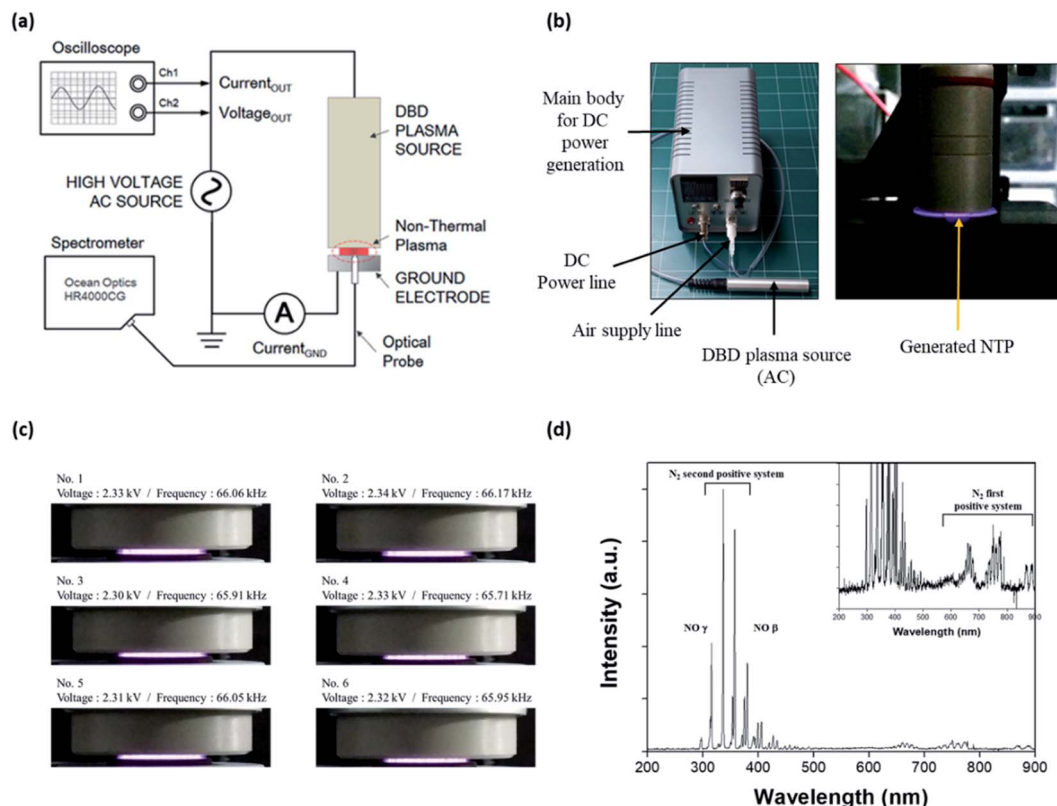 (a)
Oscilloscope
Ch1
Ch2
CurrentOUT
VoltageOUT
DBD
PLASMA
SOURCE
HIGH VOLTAGE
AC SOURCE
Non-Thermal
Plasma
Spectrometer
Ocean Optics
HR4000CG
GROUND
ELECTRODE
A
CurrentGND
Optical
Probe
(b)
Main body
for DC
power
generation
DC
Power line
Air supply line
DBD plasma source
(AC)
Generated NTP
(c)
No. 1
Voltage : 2.33 kV / Frequency : 66.06 kHz
No. 2
Voltage : 2.34 kV / Frequency : 66.17 kHz
No. 3
Voltage : 2.30 kV / Frequency : 65.91 kHz
No. 4
Voltage : 2.33 kV / Frequency : 65.71 kHz
No. 5
Voltage : 2.31 kV / Frequency : 66.05 kHz
No. 6
Voltage : 2.32 kV / Frequency : 65.95 kHz
(d)
N2 second positive system
N2 first
positive system
NO γ
NO β
200 300 400 500 600 700 800 900
Wavelength (nm)
Intensity (a.u.)
200 300 400 500 600 700 800 900
Wavelength (nm)